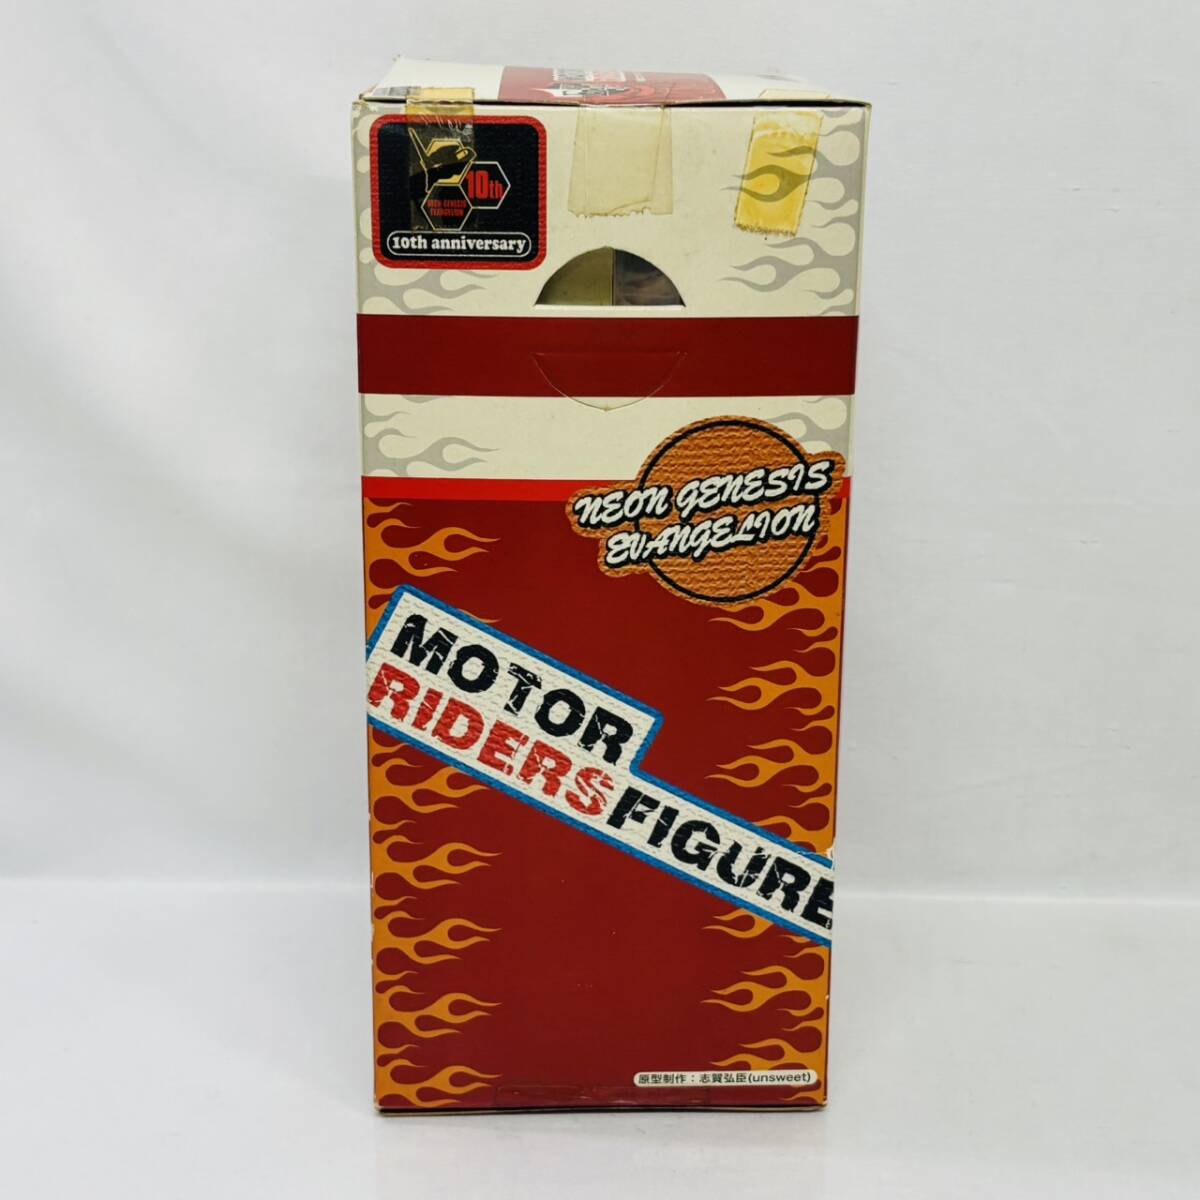 10th
NEON GENESIS
EVANGELION
10th anniversary
NEON GENESIS
EVANGELION
MOTOR
RIDERS FIGURE
原型制作：志賀弘臣(unsweet)